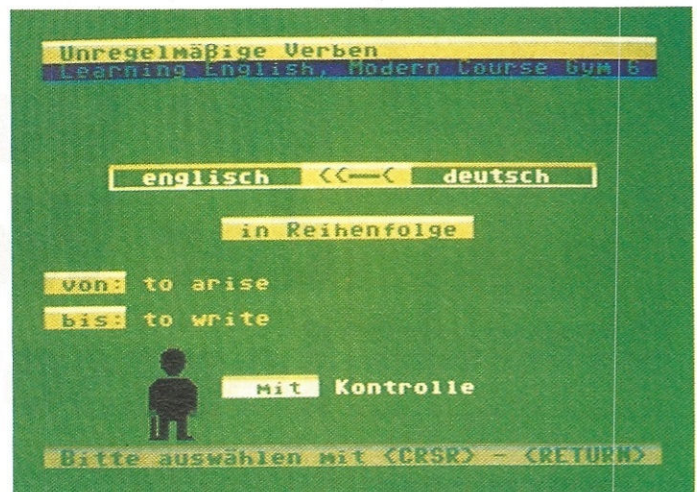 Unregelmäßige Verben
Learning English, Modern Course Gym 6
englisch <<—< deutsch
in Reihenfolge
von: to arise
bis: to write
mit Kontrolle
Bitte auswählen mit <CRSR> - <RETURN>